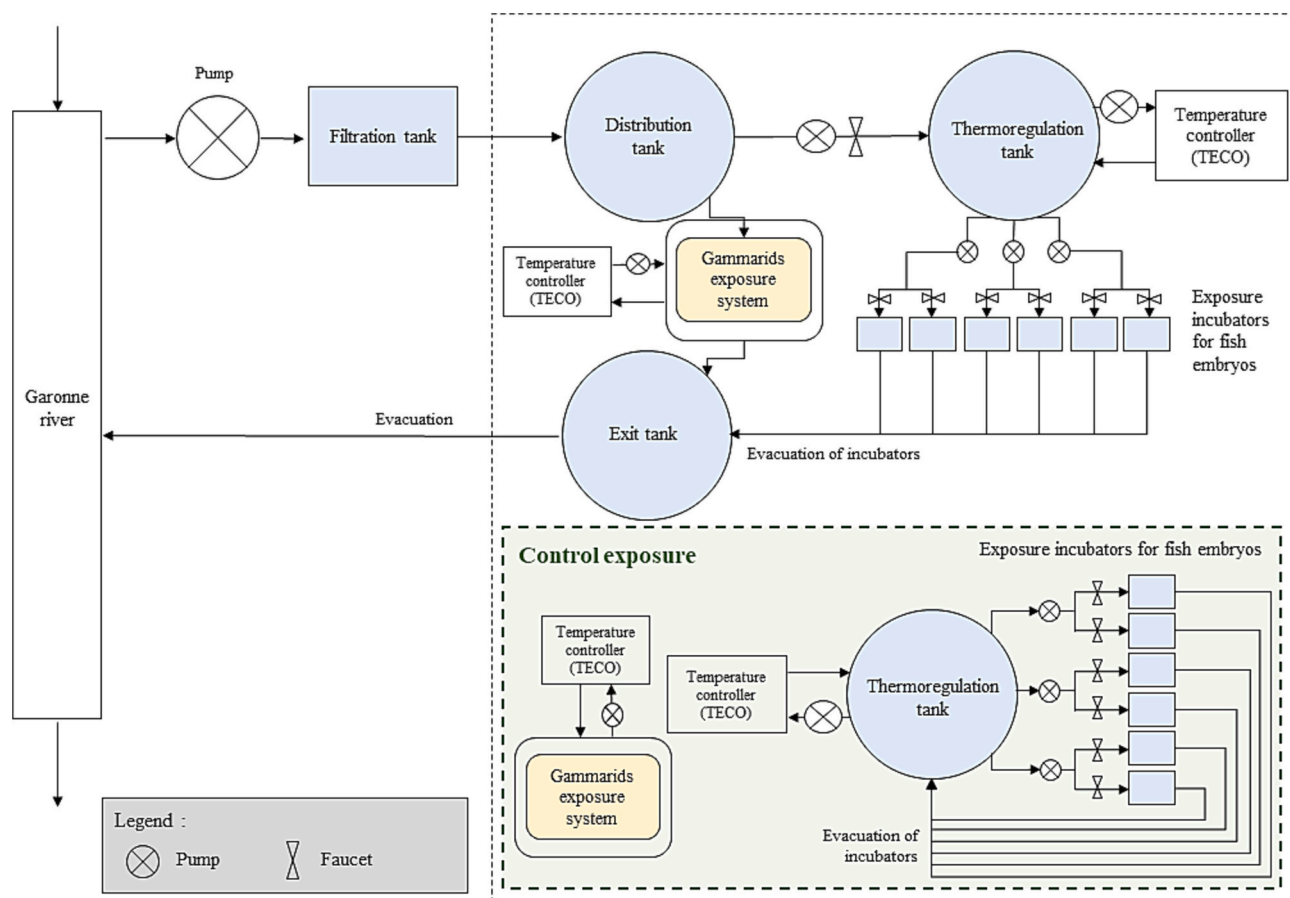 Pump
Filtration tank
Distribution
tank
Thermoregulation
tank
Temperature
controller
(TECO)
Temperature
controller
(TECO)
Gammarids
exposure
system
Exposure
incubators
for fish
embryos
Garonne
river
Evacuation
Exit tank
Evacuation of incubators
Control exposure
Exposure incubators for fish embryos
Temperature
controller
(TECO)
Temperature
controller
(TECO)
Thermoregulation
tank
Gammarids
exposure
system
Evacuation of
incubators
Legend :
Pump
Faucet